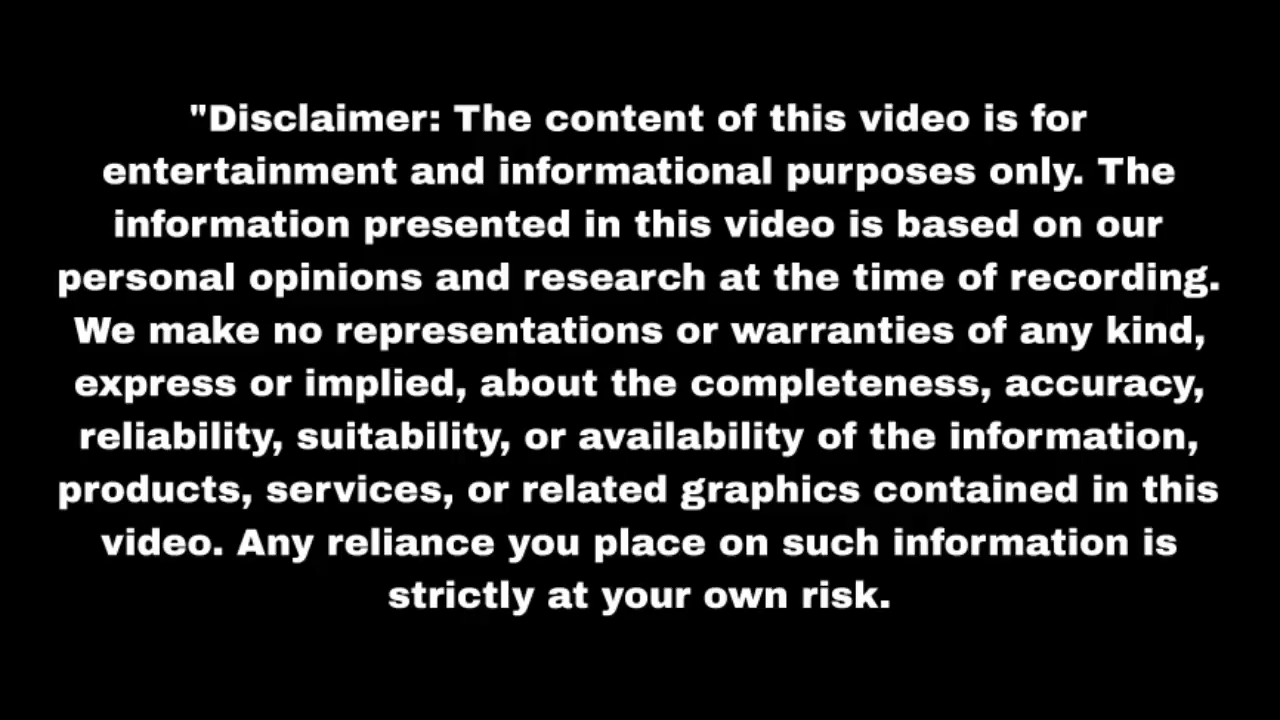 "Disclaimer: The content of this video is for
entertainment and informational purposes only. The
information presented in this video is based on our
personal opinions and research at the time of recording.
We make no representations or warranties of any kind,
express or implied, about the completeness, accuracy,
reliability, suitability, or availability of the information,
products, services, or related graphics contained in this
video. Any reliance you place on such information is
strictly at your own risk.